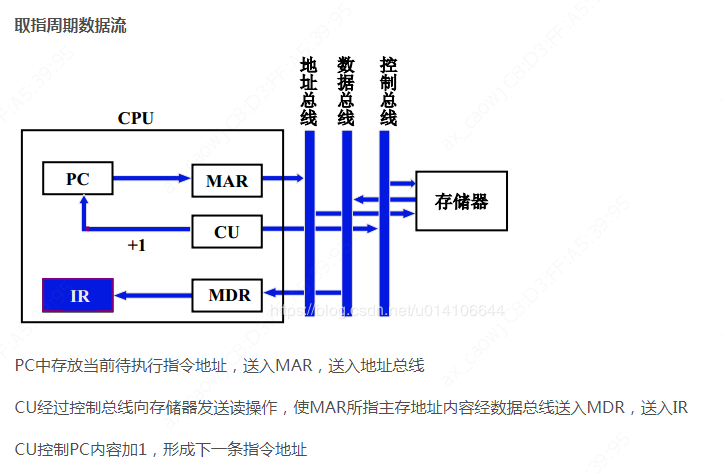 取指周期数据流
地址总线
数据总线
控制总线
CPU
PC
MAR
存储器
CU
+1
IR
MDR
https://blog.csdn.net/u014106644
PC中存放当前待执行指令地址，送入MAR，送入地址总线
CU经过控制总线向存储器发送读操作，使MAR所指主存地址内容经数据总线送入MDR，送入IR
CU控制PC内容加1，形成下一条指令地址